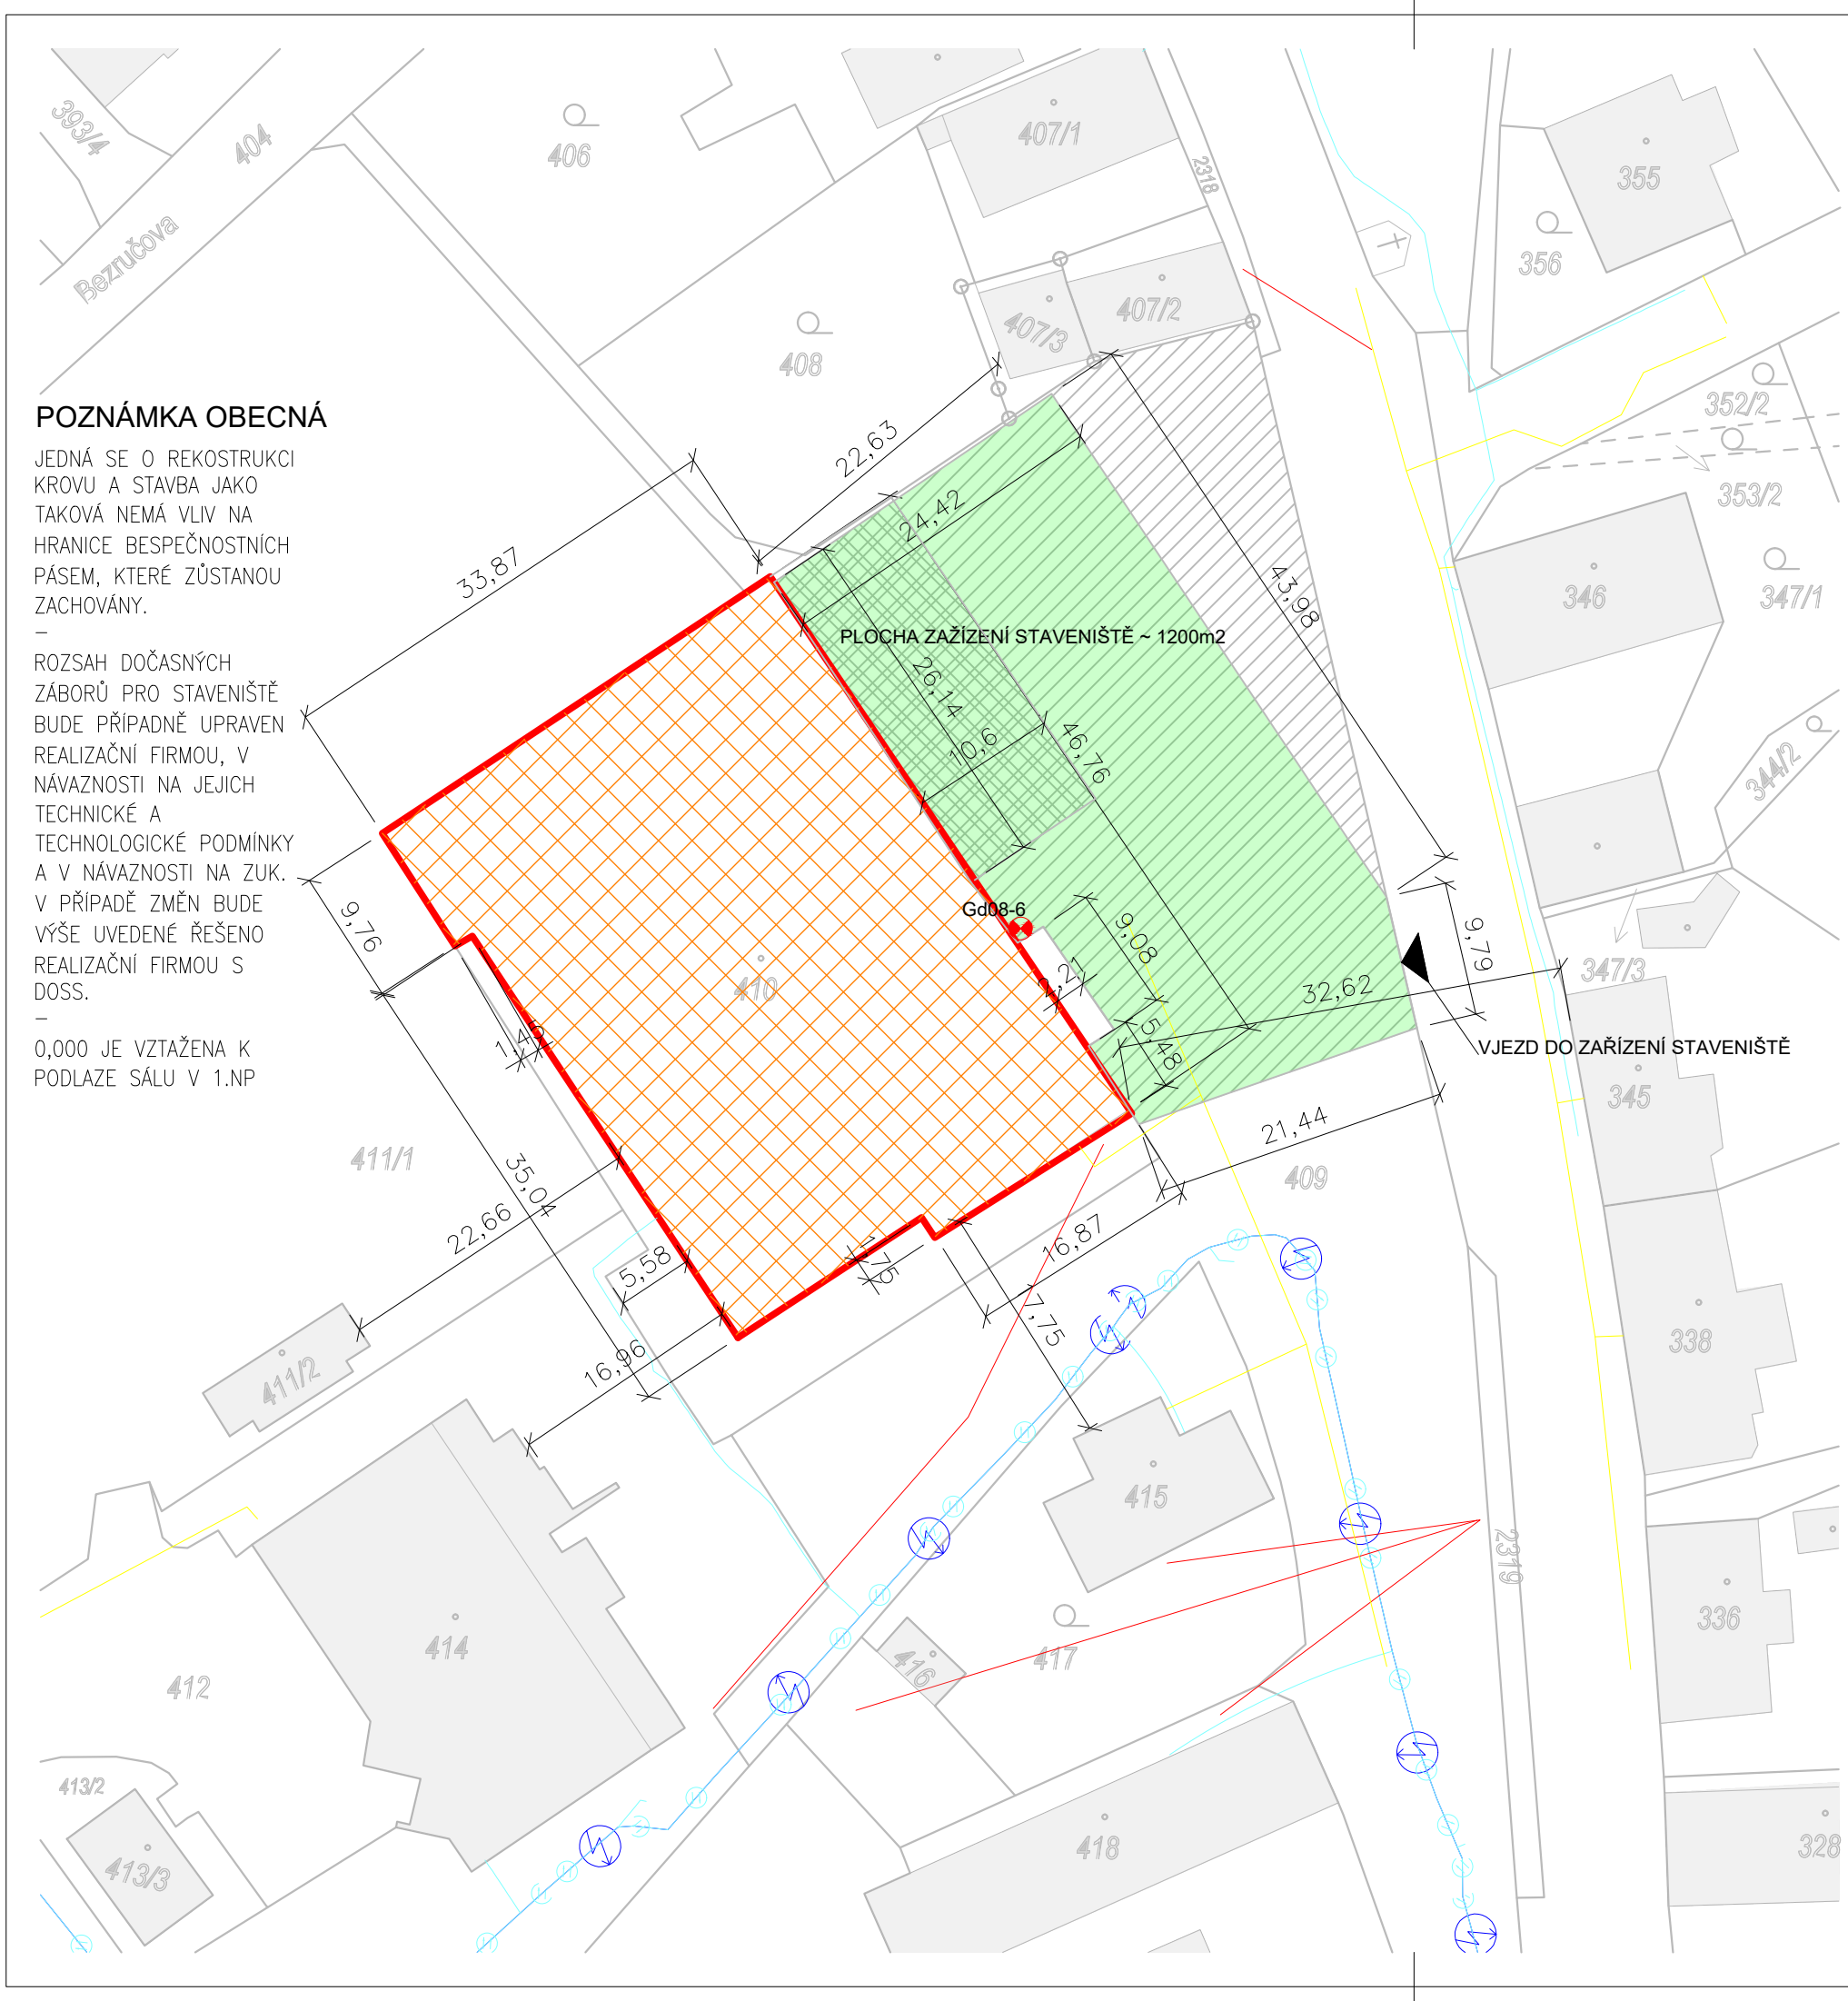 393/4
404
406
407/1
2318
355
356
Bezručova
407/3
407/2
408
352/2
353/2
POZNÁMKA OBECNÁ
JEDNÁ SE O REKOSTRUKCI
KROVU A STAVBA JAKO
TAKOVÁ NEMÁ VLIV NA
HRANICE BESPEČNOSTNÍCH
PÁSEM, KTERÉ ZŮSTANOU
ZACHOVÁNY.
–
ROZSAH DOČASNÝCH
ZÁBORŮ PRO STAVENIŠTĚ
BUDE PŘÍPADNĚ UPRAVEN
REALIZAČNÍ FIRMOU, V
NÁVAZNOSTI NA JEJICH
TECHNICKÉ A
TECHNOLOGICKÉ PODMÍNKY
A V NÁVAZNOSTI NA ZUK.
V PŘÍPADĚ ZMĚN BUDE
VÝŠE UVEDENÉ ŘEŠENO
REALIZAČNÍ FIRMOU S
DOSS.
–
0,000 JE VZTAŽENA K
PODLAZE SÁLU V 1.NP
22,63
24,42
33,87
43,98
346
347/1
PLOCHA ZAŽÍZENÍ STAVENIŠTĚ ~ 1200m2
26,14
10,6
46,76
344/2
Gd08-6
9,76
9,08
9,79
410
2,27
32,62
347/3
5,48
1,45
VJEZD DO ZAŘÍZENÍ STAVENIŠTĚ
345
411/1
21,44
409
35,04
22,66
16,87
5,58
1,75
7,75
338
16,96
411/2
415
2319
414
412
416
417
336
413/2
413/3
418
328